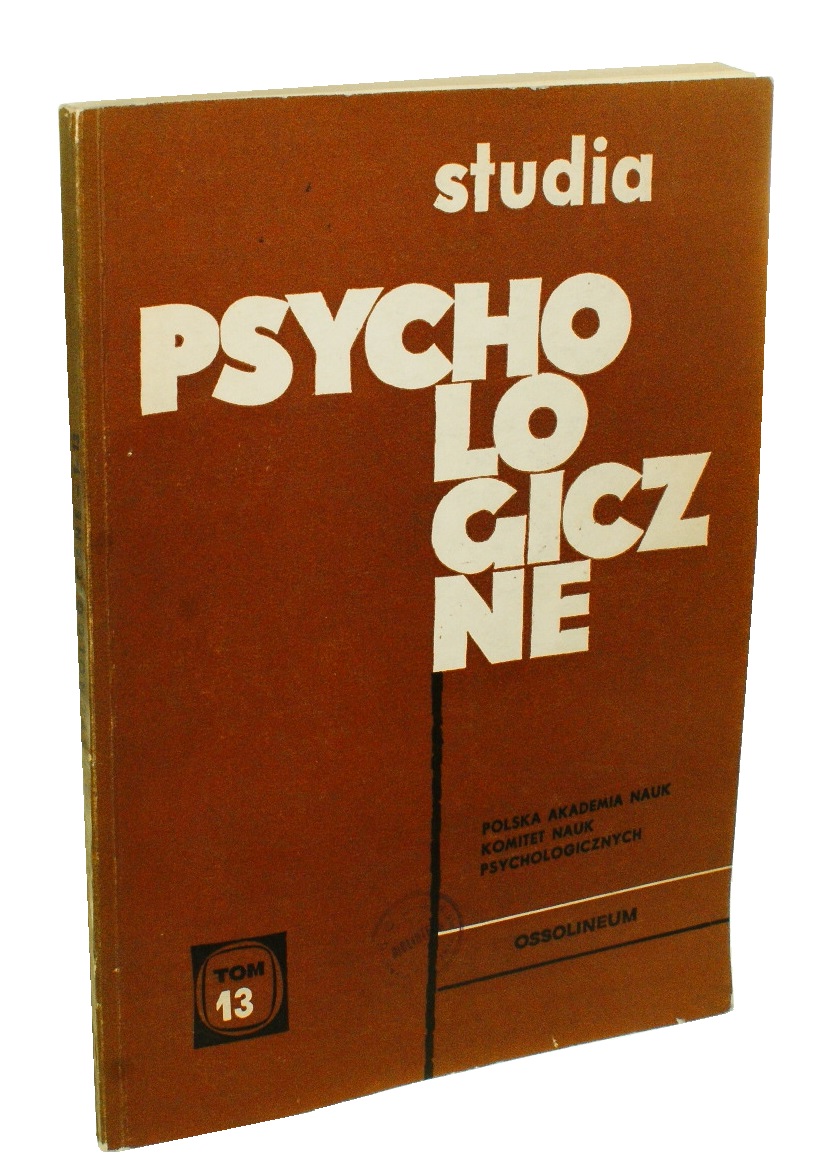 studia
PSYCHO
LO
GICZ
NE
POLSKA AKADEMIA NAUK
KOMITET NAUK
PSYCHOLOGICZNYCH
OSSOLINEUM
TOM
13